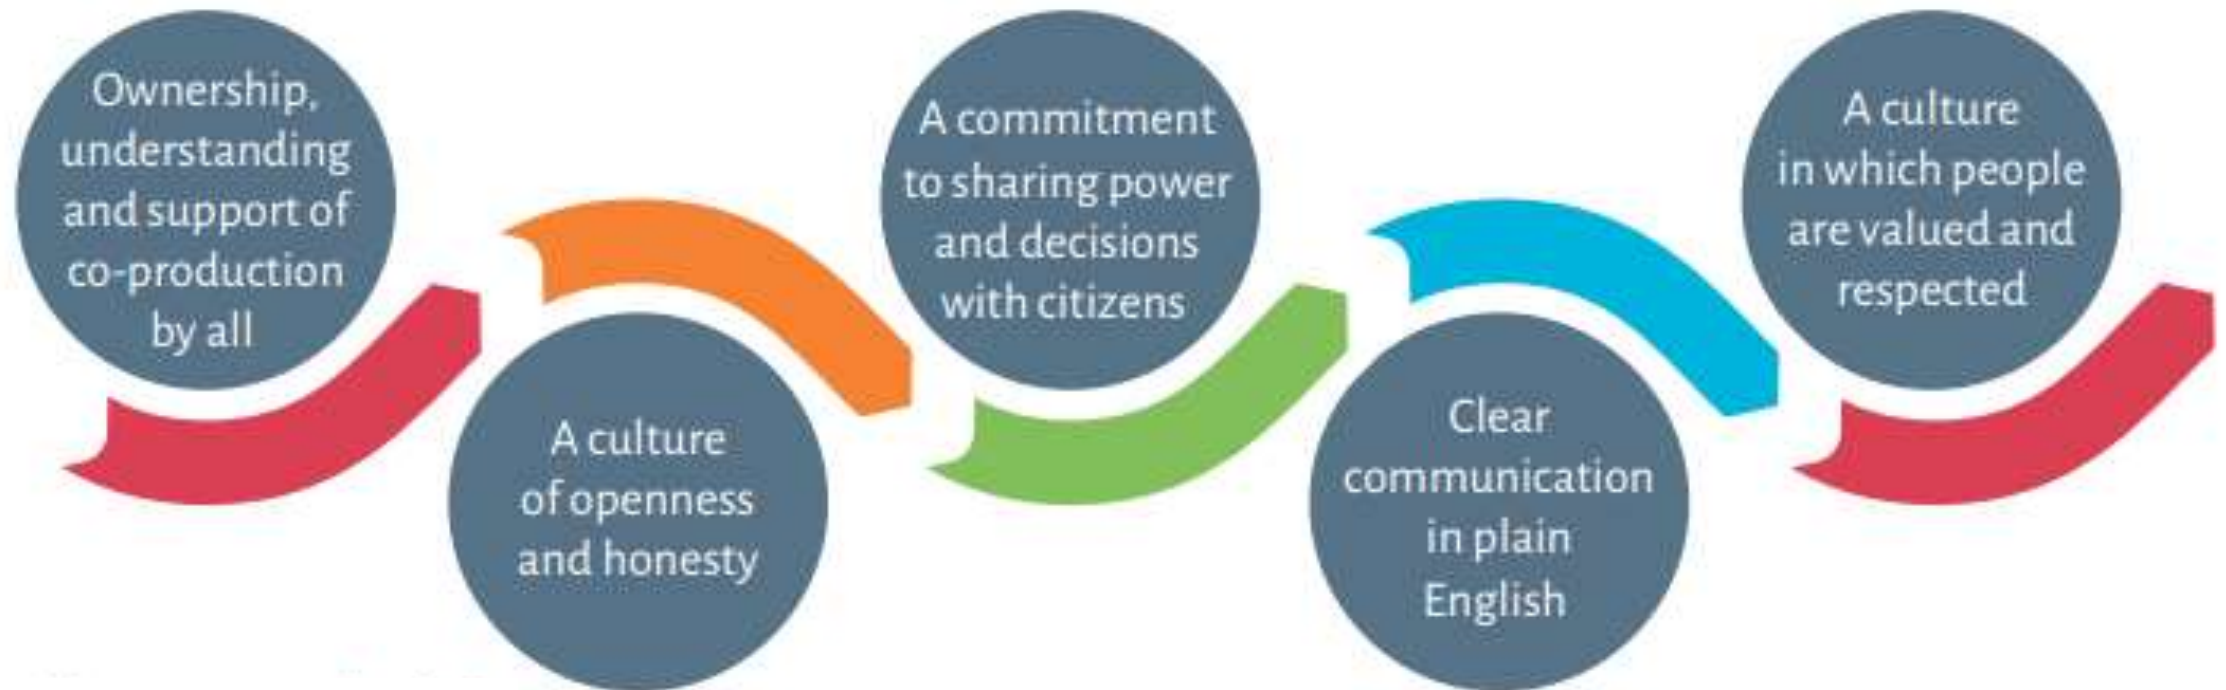 Ownership,
understanding
and support of
co-production
by all
A culture
of openness
and honesty
A commitment
to sharing power
and decisions
with citizens
Clear
communication
in plain
English
A culture
in which people
are valued and
respected